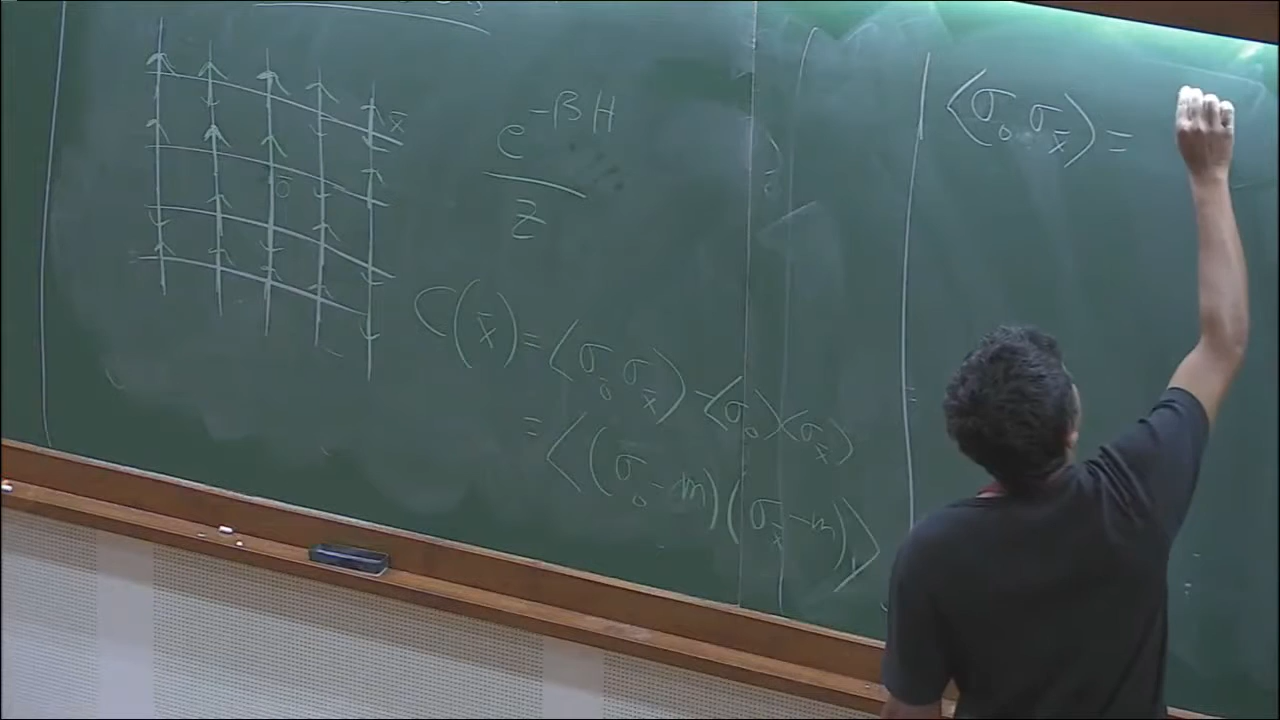 x̄
0̄
e^{-βH}
Z
C(x̄) = ⟨σ_0 σ_x̄⟩ - ⟨σ_0⟩⟨σ_x̄⟩
= ⟨(σ_0 - m)(σ_x̄ - m)⟩
⟨σ_0 σ_x̄⟩ =